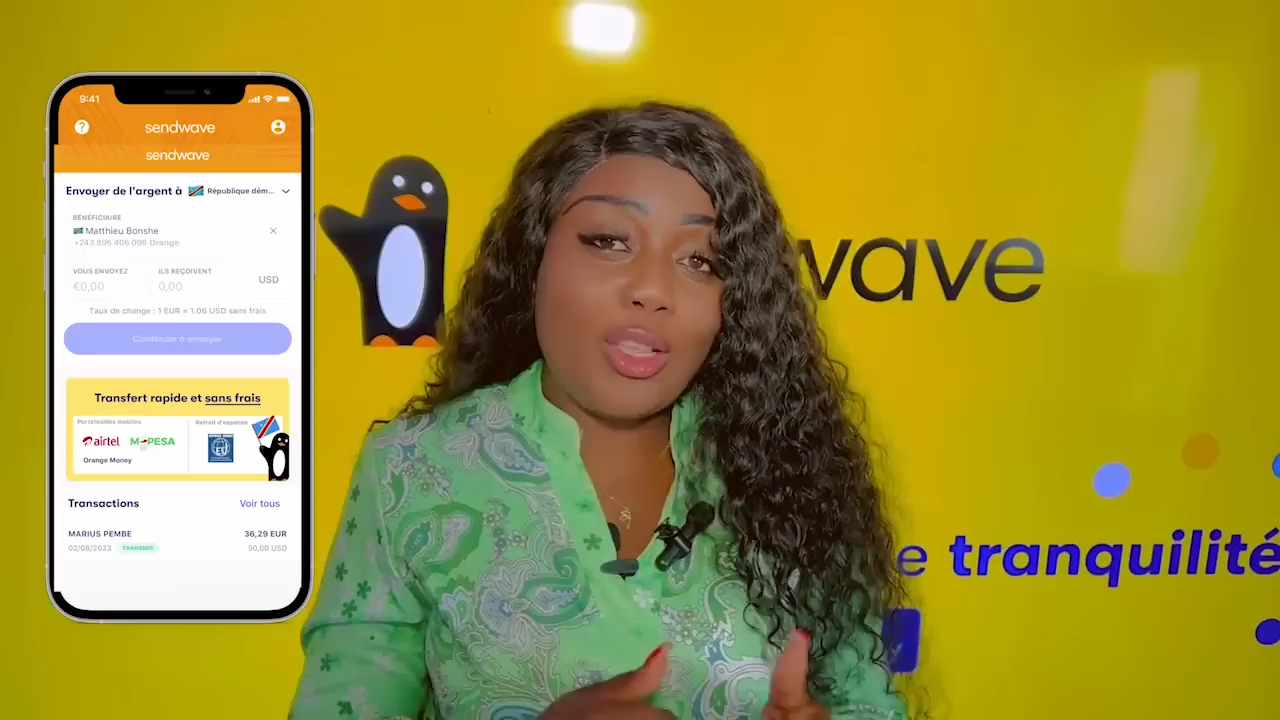 9:41
sendwave
sendwave
Envoyer de l'argent à République dém...
BÉNÉFICIAIRE
Matthieu Bonshe
+243 895 406 096 Orange
VOUS ENVOYEZ ILS REÇOIVENT
€0,00 0,00 USD
Taux de change : 1 EUR = 1,06 USD sans frais
Continuer à envoyer
Transfert rapide et sans frais
Portefeuilles mobiles Retrait d'espèces
airtel M-PESA
EU
Orange Money
Transactions Voir tous
MARIUS PEMBE 36,29 EUR
02/08/2023 TRANSMIS 50,00 USD
wave
e tranquilité